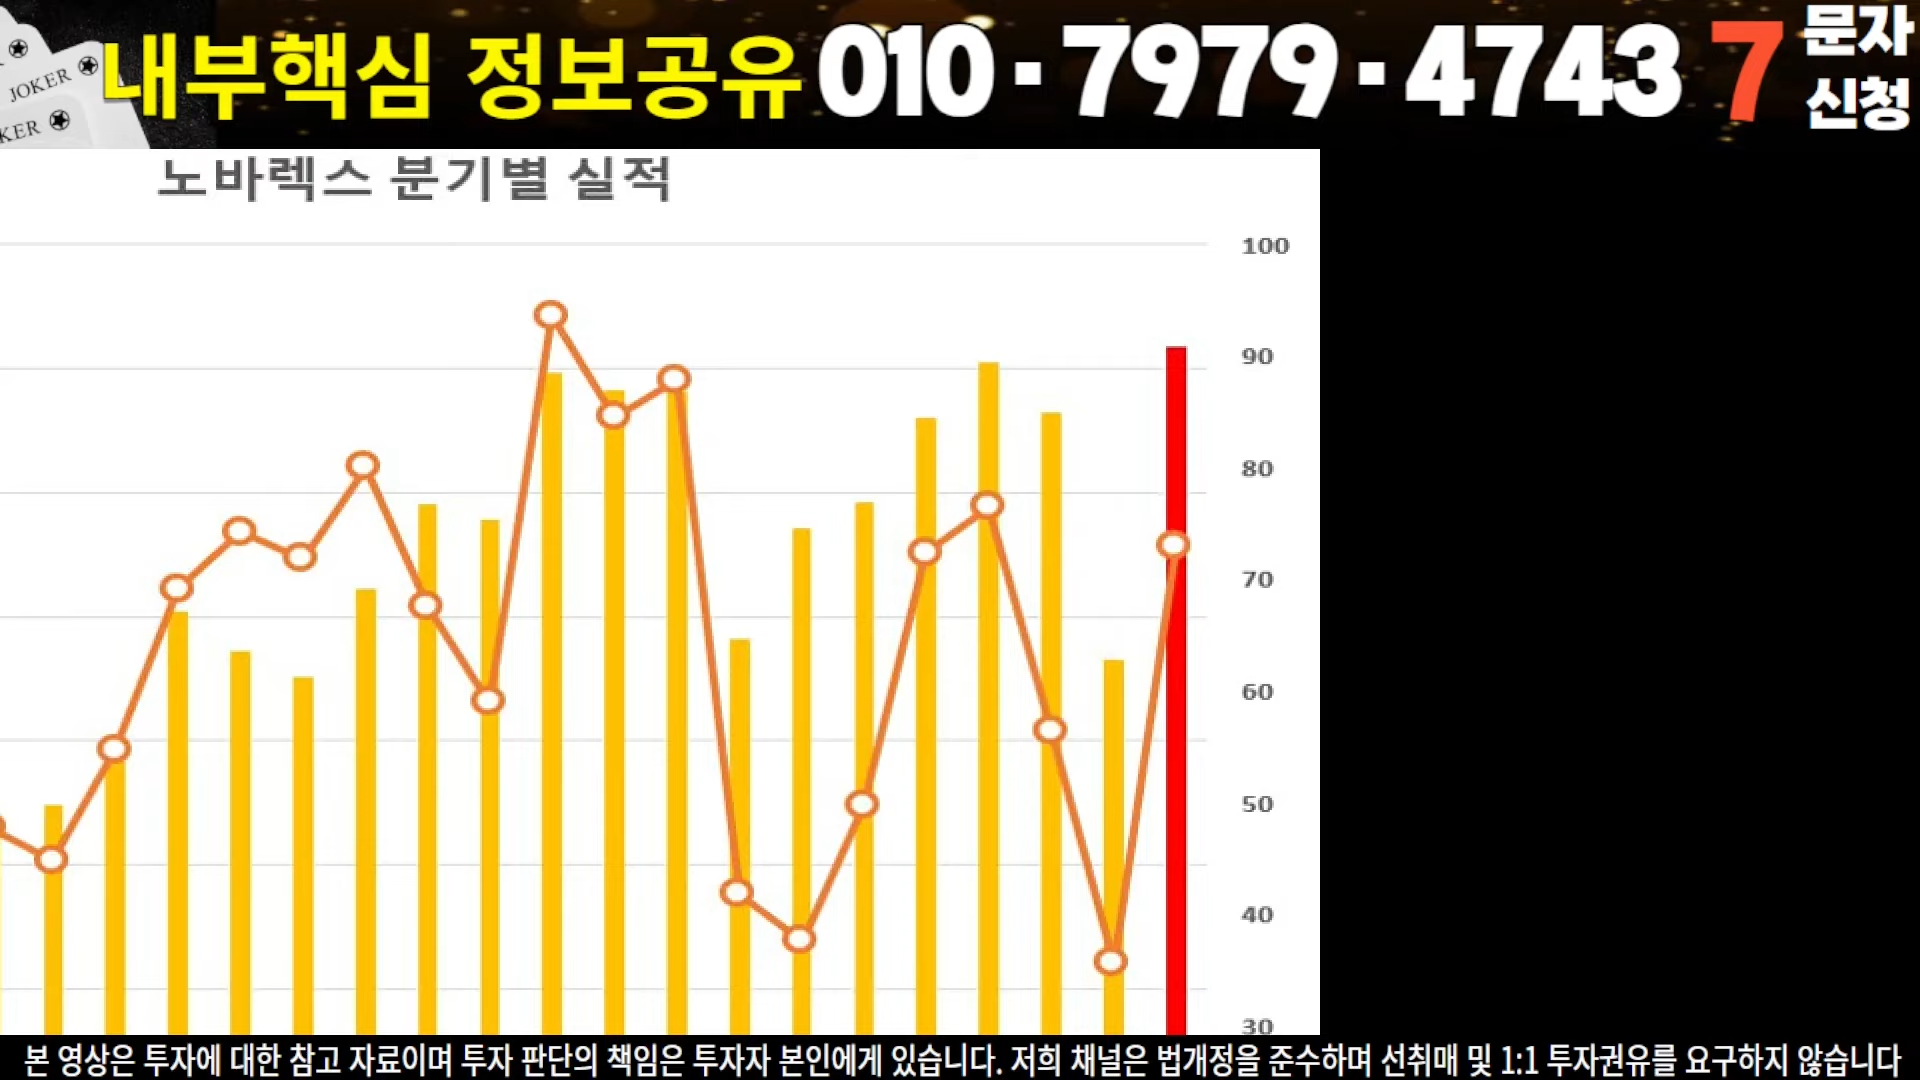 JOKER
KER
내부핵심 정보공유 010·7979·4743 7 문자
신청
노바렉스 분기별 실적
100
90
80
70
60
50
40
30
본 영상은 투자에 대한 참고 자료이며 투자 판단의 책임은 투자자 본인에게 있습니다. 저희 채널은 법개정을 준수하며 선취매 및 1:1 투자권유를 요구하지 않습니다